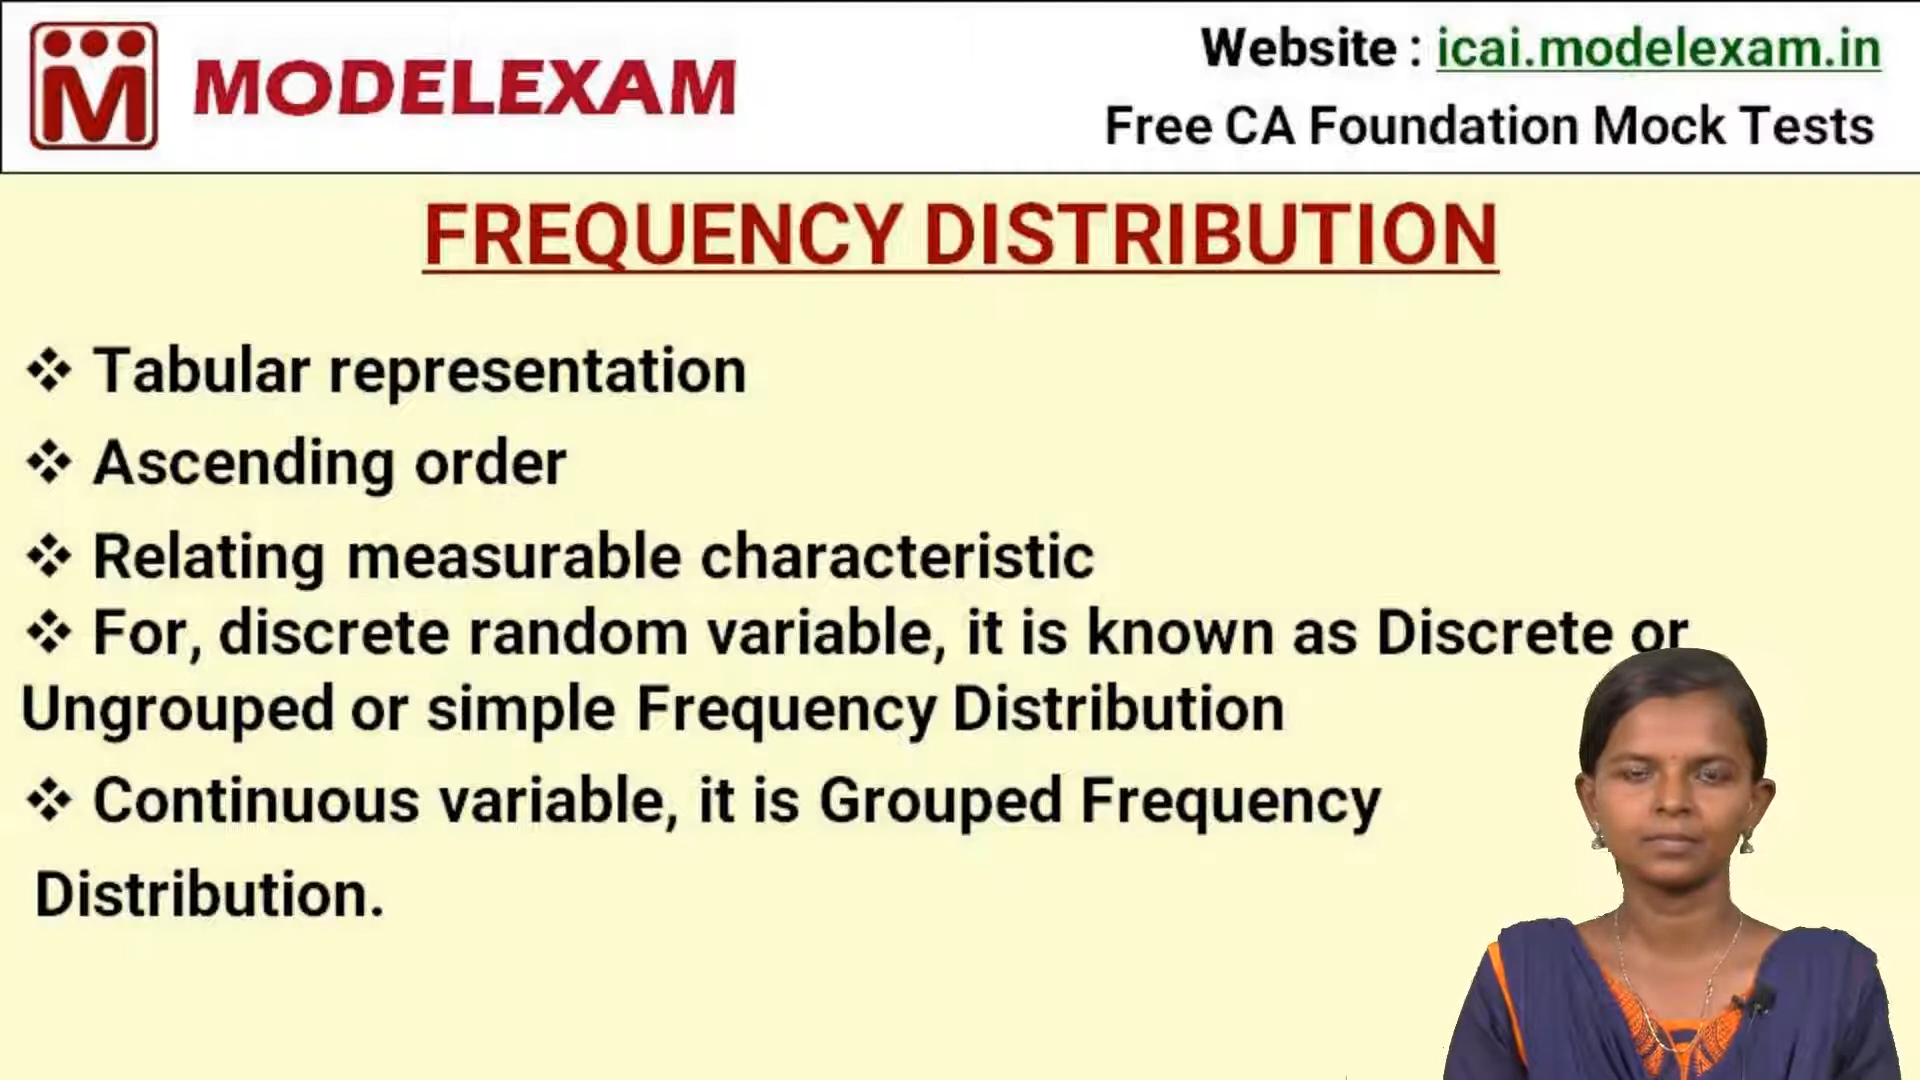 MODELEXAM
Website : icai.modelexam.in
Free CA Foundation Mock Tests
FREQUENCY DISTRIBUTION
❖ Tabular representation
❖ Ascending order
❖ Relating measurable characteristic
❖ For, discrete random variable, it is known as Discrete or
Ungrouped or simple Frequency Distribution
❖ Continuous variable, it is Grouped Frequency
Distribution.